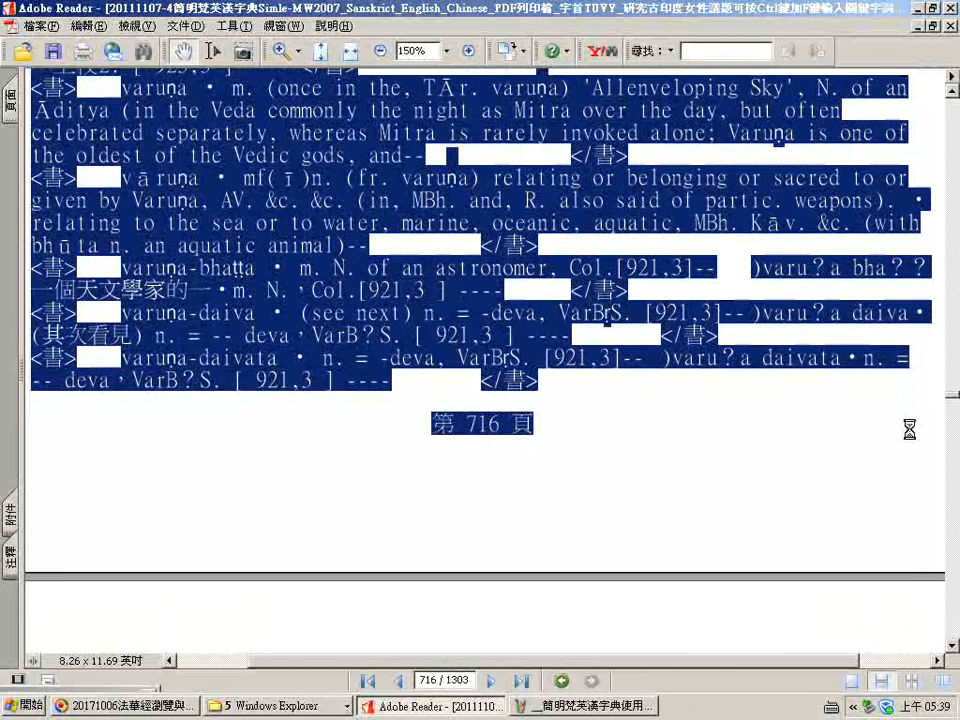 Adobe Reader - [20111107-4簡明梵英漢字典Simle-MW2007_Sanskrict_English_Chinese_PDF列印檔_字首TUVY_研究古印度女性議題可按Ctrl鍵加F鍵輸入關鍵字詞...
檔案(F) 編輯(E) 檢視(V) 文件(D) 工具(T) 視窗(W) 說明(H)
150% Y! 尋找：
頁面
<書> varuṇa ‧ m. (once in the, TĀr. varuṇa) 'Allenveloping Sky', N. of an
Āditya (in the Veda commonly the night as Mitra over the day, but often
celebrated separately, whereas Mitra is rarely invoked alone; Varuṇa is one of
the oldest of the Vedic gods, and-- </書>
<書> vāruṇa ‧ mf(ī)n. (fr. varuṇa) relating or belonging or sacred to or
given by Varuṇa, AV. &c. &c. (in, MBh. and, R. also said of partic. weapons). ‧
relating to the sea or to water, marine, oceanic, aquatic, MBh. Kāv. &c. (with
bhūta n. an aquatic animal)-- </書>
<書> varuṇa-bhaṭṭa ‧ m. N. of an astronomer, Col.[921,3]-- )varu?a bha??
一個天文學家的一‧m. N.，Col.[921,3 ] ---- </書>
<書> varuṇa-daiva ‧ (see next) n. = -deva, VarBṛS. [921,3]-- )varu?a daiva‧
(其次看見) n. = -- deva，VarB?S. [ 921,3 ] ---- </書>
<書> varuṇa-daivata ‧ n. = -deva, VarBṛS. [921,3]-- )varu?a daivata‧n. =
-- deva，VarB?S. [ 921,3 ] ---- </書>
第 716 頁
附件
注釋
8.26 x 11.69 英吋
716 / 1303
開始 20171006法華經瀏覽與... 5 Windows Explorer Adobe Reader - [2011110... __簡明梵英漢字典使用... 上午 05:39